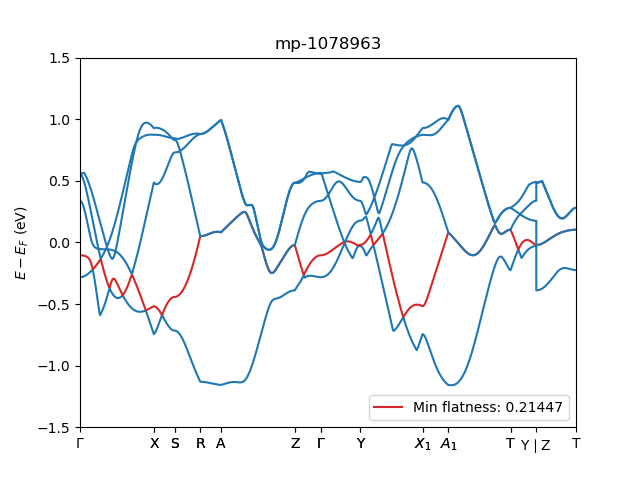 mp-1078963
1.5
1.0
0.5
0.0
−0.5
−1.0
−1.5
E − E_F (eV)
Min flatness: 0.21447
Γ X S R A Z Γ Y X₁ A₁ T Y | Z T